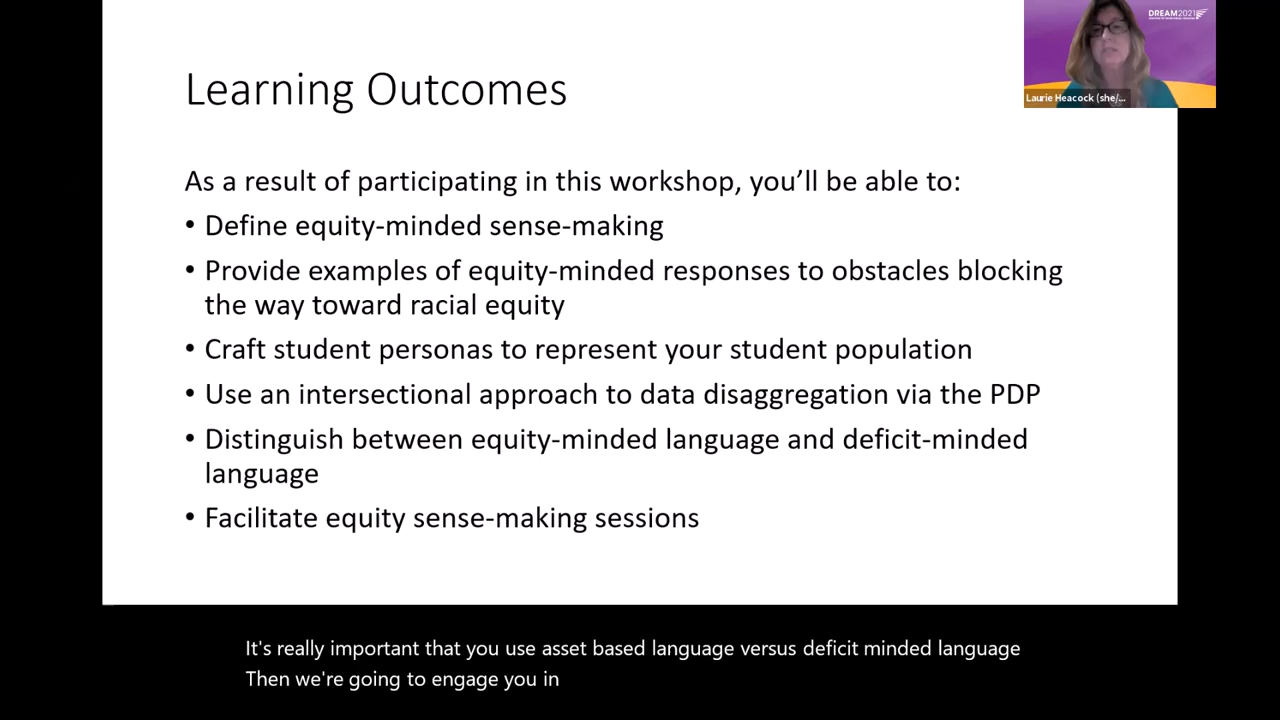 DREAM2021
Laurie Heacock (she/...
Learning Outcomes
As a result of participating in this workshop, you’ll be able to:
• Define equity-minded sense-making
• Provide examples of equity-minded responses to obstacles blocking
the way toward racial equity
• Craft student personas to represent your student population
• Use an intersectional approach to data disaggregation via the PDP
• Distinguish between equity-minded language and deficit-minded
language
• Facilitate equity sense-making sessions
It's really important that you use asset based language versus deficit minded language
Then we're going to engage you in